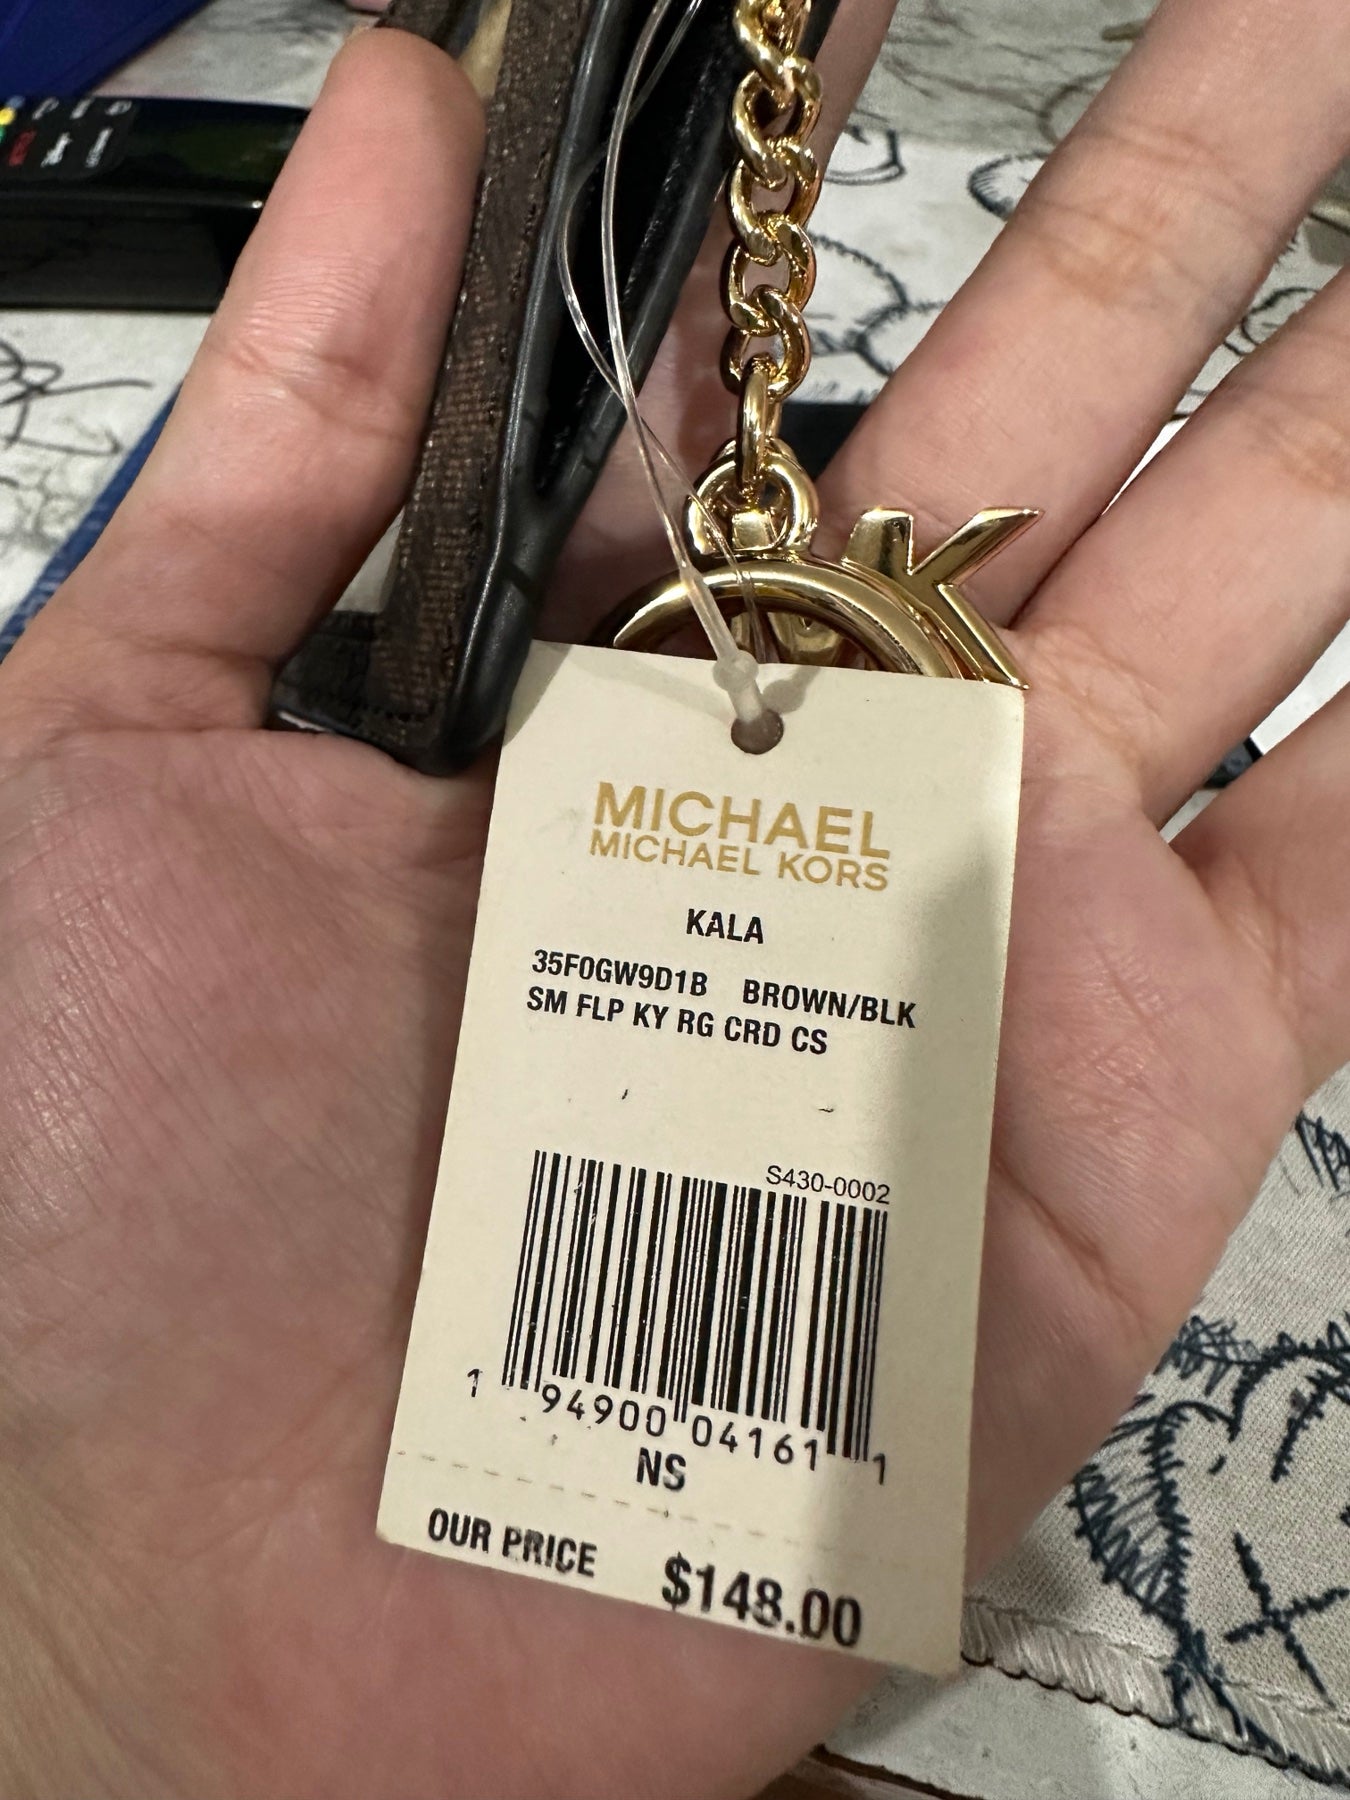 K
MICHAEL
MICHAEL KORS
KALA
35F0GW9D1B BROWN/BLK
SM FLP KY RG CRD CS
S430-0002
1 94900 04161 1
NS
OUR PRICE $148.00